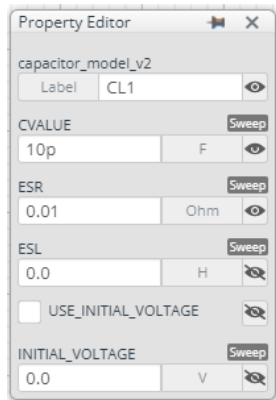 Property Editor
capacitor_model_v2
Label CL1
CVALUE Sweep
10p F
ESR Sweep
0.01 Ohm
ESL Sweep
0.0 H
USE_INITIAL_VOLTAGE
INITIAL_VOLTAGE Sweep
0.0 V